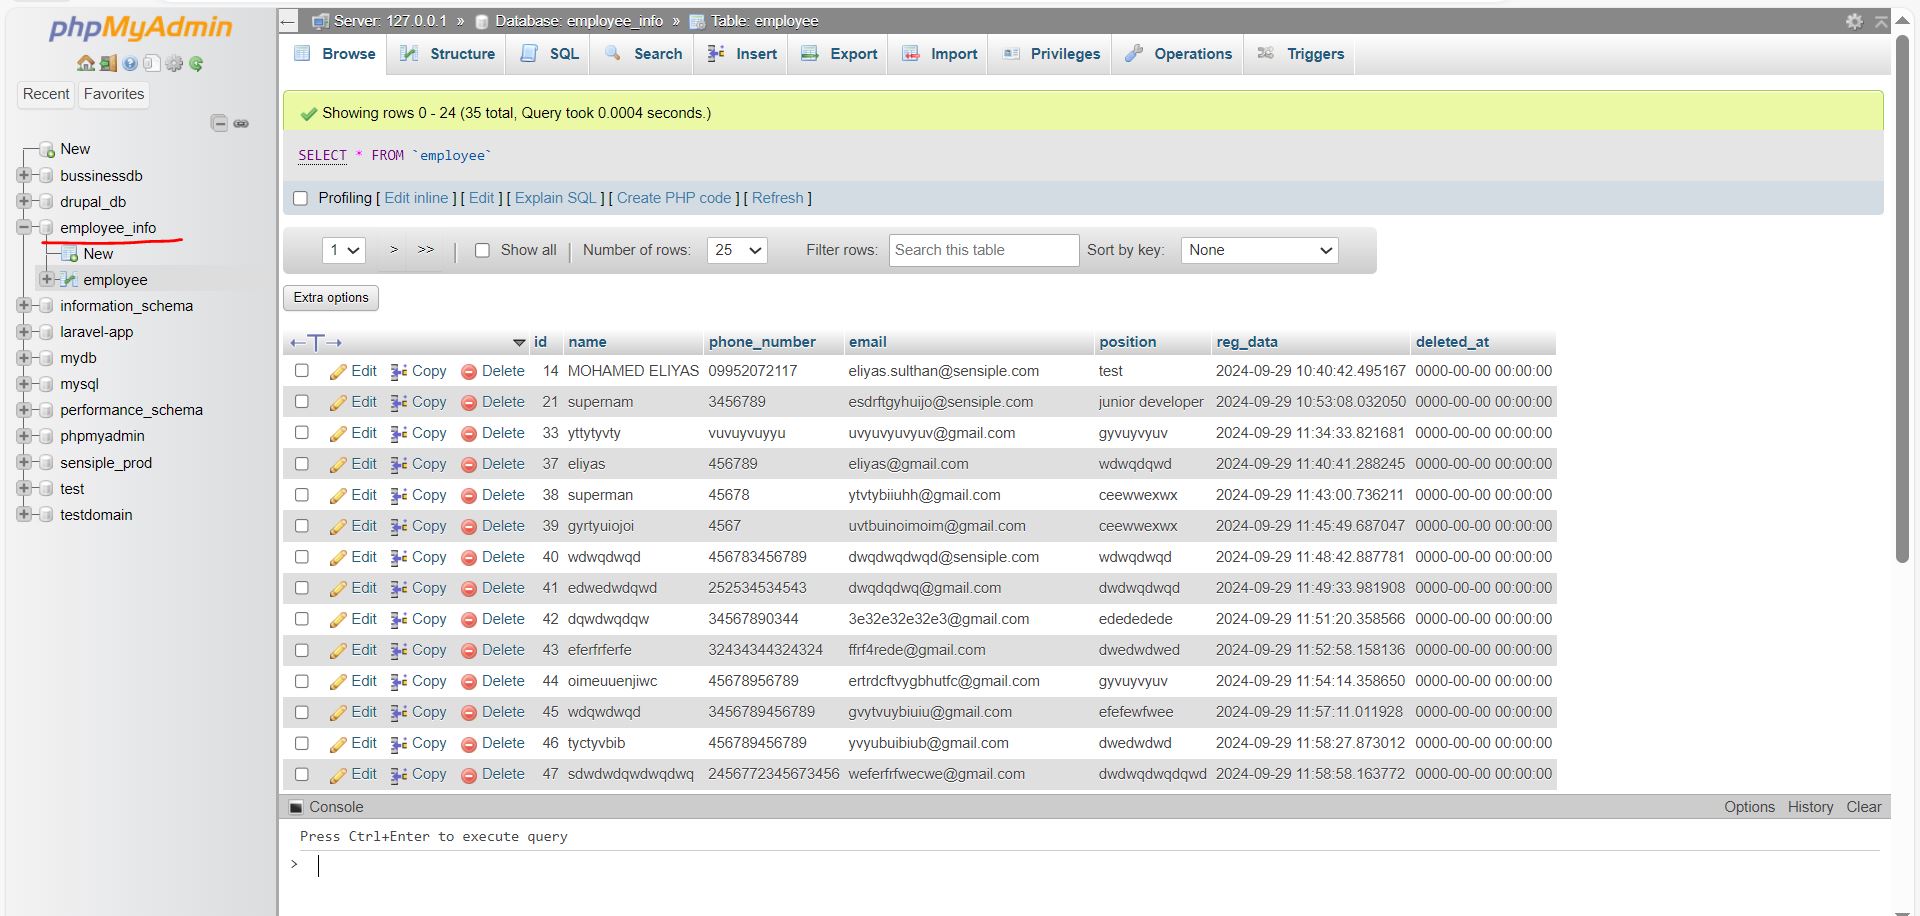 phpMyAdmin
Recent Favorites
New
bussinessdb
drupal_db
employee_info
New
employee
information_schema
laravel-app
mydb
mysql
performance_schema
phpmyadmin
sensiple_prod
test
testdomain
Server: 127.0.0.1 » Database: employee_info » Table: employee
Browse Structure SQL Search Insert Export Import Privileges Operations Triggers
Showing rows 0 - 24 (35 total, Query took 0.0004 seconds.)
SELECT * FROM `employee`
Profiling [ Edit inline ] [ Edit ] [ Explain SQL ] [ Create PHP code ] [ Refresh ]
1 > >> | Show all | Number of rows: 25 Filter rows: Search this table Sort by key: None
Extra options
←T→ id name phone_number email position reg_data deleted_at
Edit Copy Delete 14 MOHAMED ELIYAS 09952072117 eliyas.sulthan@sensiple.com test 2024-09-29 10:40:42.495167 0000-00-00 00:00:00
Edit Copy Delete 21 supernam 3456789 esdrftgyhuijo@sensiple.com junior developer 2024-09-29 10:53:08.032050 0000-00-00 00:00:00
Edit Copy Delete 33 yttytyvty vuvuyvuyyu uvyuvyuvyuv@gmail.com gyvuyvyuv 2024-09-29 11:34:33.821681 0000-00-00 00:00:00
Edit Copy Delete 37 eliyas 456789 eliyas@gmail.com wdwqdqwd 2024-09-29 11:40:41.288245 0000-00-00 00:00:00
Edit Copy Delete 38 superman 45678 ytvtybiiuhh@gmail.com ceewwexwx 2024-09-29 11:43:00.736211 0000-00-00 00:00:00
Edit Copy Delete 39 gyrtyuiojoi 4567 uvtbuinoimoim@gmail.com ceewwexwx 2024-09-29 11:45:49.687047 0000-00-00 00:00:00
Edit Copy Delete 40 wdwqdwqd 456783456789 dwqdwqdwqd@sensiple.com wdwqdwqd 2024-09-29 11:48:42.887781 0000-00-00 00:00:00
Edit Copy Delete 41 edwedwdqwd 252534534543 dwqdqdwq@gmail.com dwdwqdwqd 2024-09-29 11:49:33.981908 0000-00-00 00:00:00
Edit Copy Delete 42 dqwdwqdqw 34567890344 3e32e32e32e3@gmail.com edededede 2024-09-29 11:51:20.358566 0000-00-00 00:00:00
Edit Copy Delete 43 eferfrferfe 32434344324324 ffrf4rede@gmail.com dwedwdwed 2024-09-29 11:52:58.158136 0000-00-00 00:00:00
Edit Copy Delete 44 oimeuuenjiwc 45678956789 ertrdcftvygbhutfc@gmail.com gyvuyvyuv 2024-09-29 11:54:14.358650 0000-00-00 00:00:00
Edit Copy Delete 45 wdqwdwqd 3456789456789 gvytvuybiuiu@gmail.com efefewfwee 2024-09-29 11:57:11.011928 0000-00-00 00:00:00
Edit Copy Delete 46 tyctyvbib 456789456789 yvyubuibiub@gmail.com dwedwdwd 2024-09-29 11:58:27.873012 0000-00-00 00:00:00
Edit Copy Delete 47 sdwdwdqwdwqdwq 2456772345673456 weferfrfwecwe@gmail.com dwdwqdwqdqwd 2024-09-29 11:58:58.163772 0000-00-00 00:00:00
Console Options History Clear
Press Ctrl+Enter to execute query
>